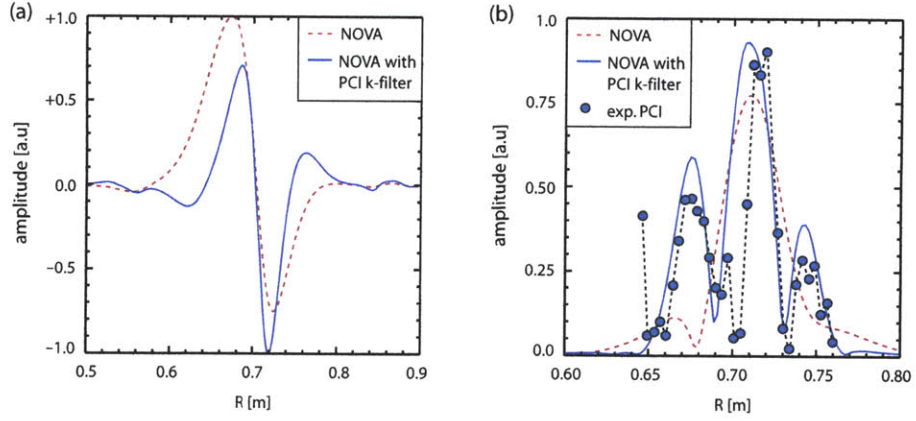 (a)
+1.0
+0.5
0.0
−0.5
−1.0
amplitude [a.u]
0.5 0.6 0.7 0.8 0.9
R [m]
NOVA
NOVA with
PCI k-filter
(b)
1.0
0.75
0.50
0.25
0.0
amplitude [a.u]
0.60 0.65 0.70 0.75 0.80
R [m]
NOVA
NOVA with
PCI k-filter
exp. PCI